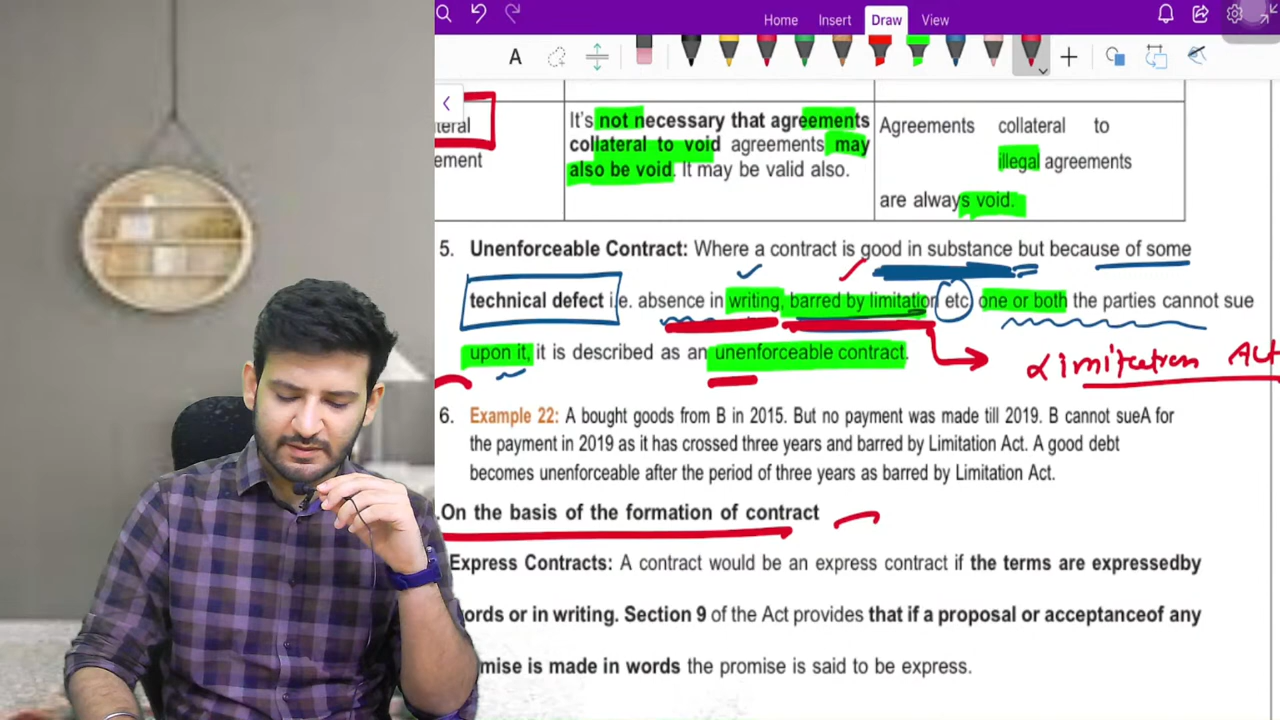 Home Insert Draw View
A
It's not necessary that agreements
collateral to void agreements may
also be void. It may be valid also.
ement
Agreements collateral to
illegal agreements
are always void.
5. Unenforceable Contract: Where a contract is good in substance but because of some
technical defect i.e. absence in writing, barred by limitation etc one or both the parties cannot sue
upon it, it is described as an unenforceable contract.
Limitation Act
6. Example 22: A bought goods from B in 2015. But no payment was made till 2019. B cannot sueA for
the payment in 2019 as it has crossed three years and barred by Limitation Act. A good debt
becomes unenforceable after the period of three years as barred by Limitation Act.
.On the basis of the formation of contract
Express Contracts: A contract would be an express contract if the terms are expressedby
ords or in writing. Section 9 of the Act provides that if a proposal or acceptanceof any
mise is made in words the promise is said to be express.